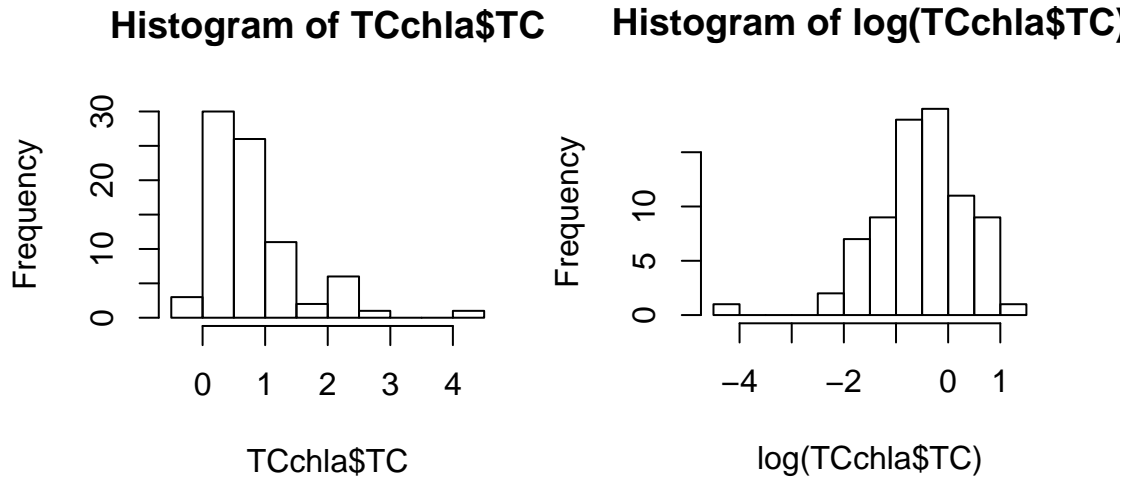 Histogram of TCchla$TC
Frequency
30
20
10
0
0 1 2 3 4
TCchla$TC
Histogram of log(TCchla$TC)
Frequency
10
5
0
−4 −2 0 1
log(TCchla$TC)